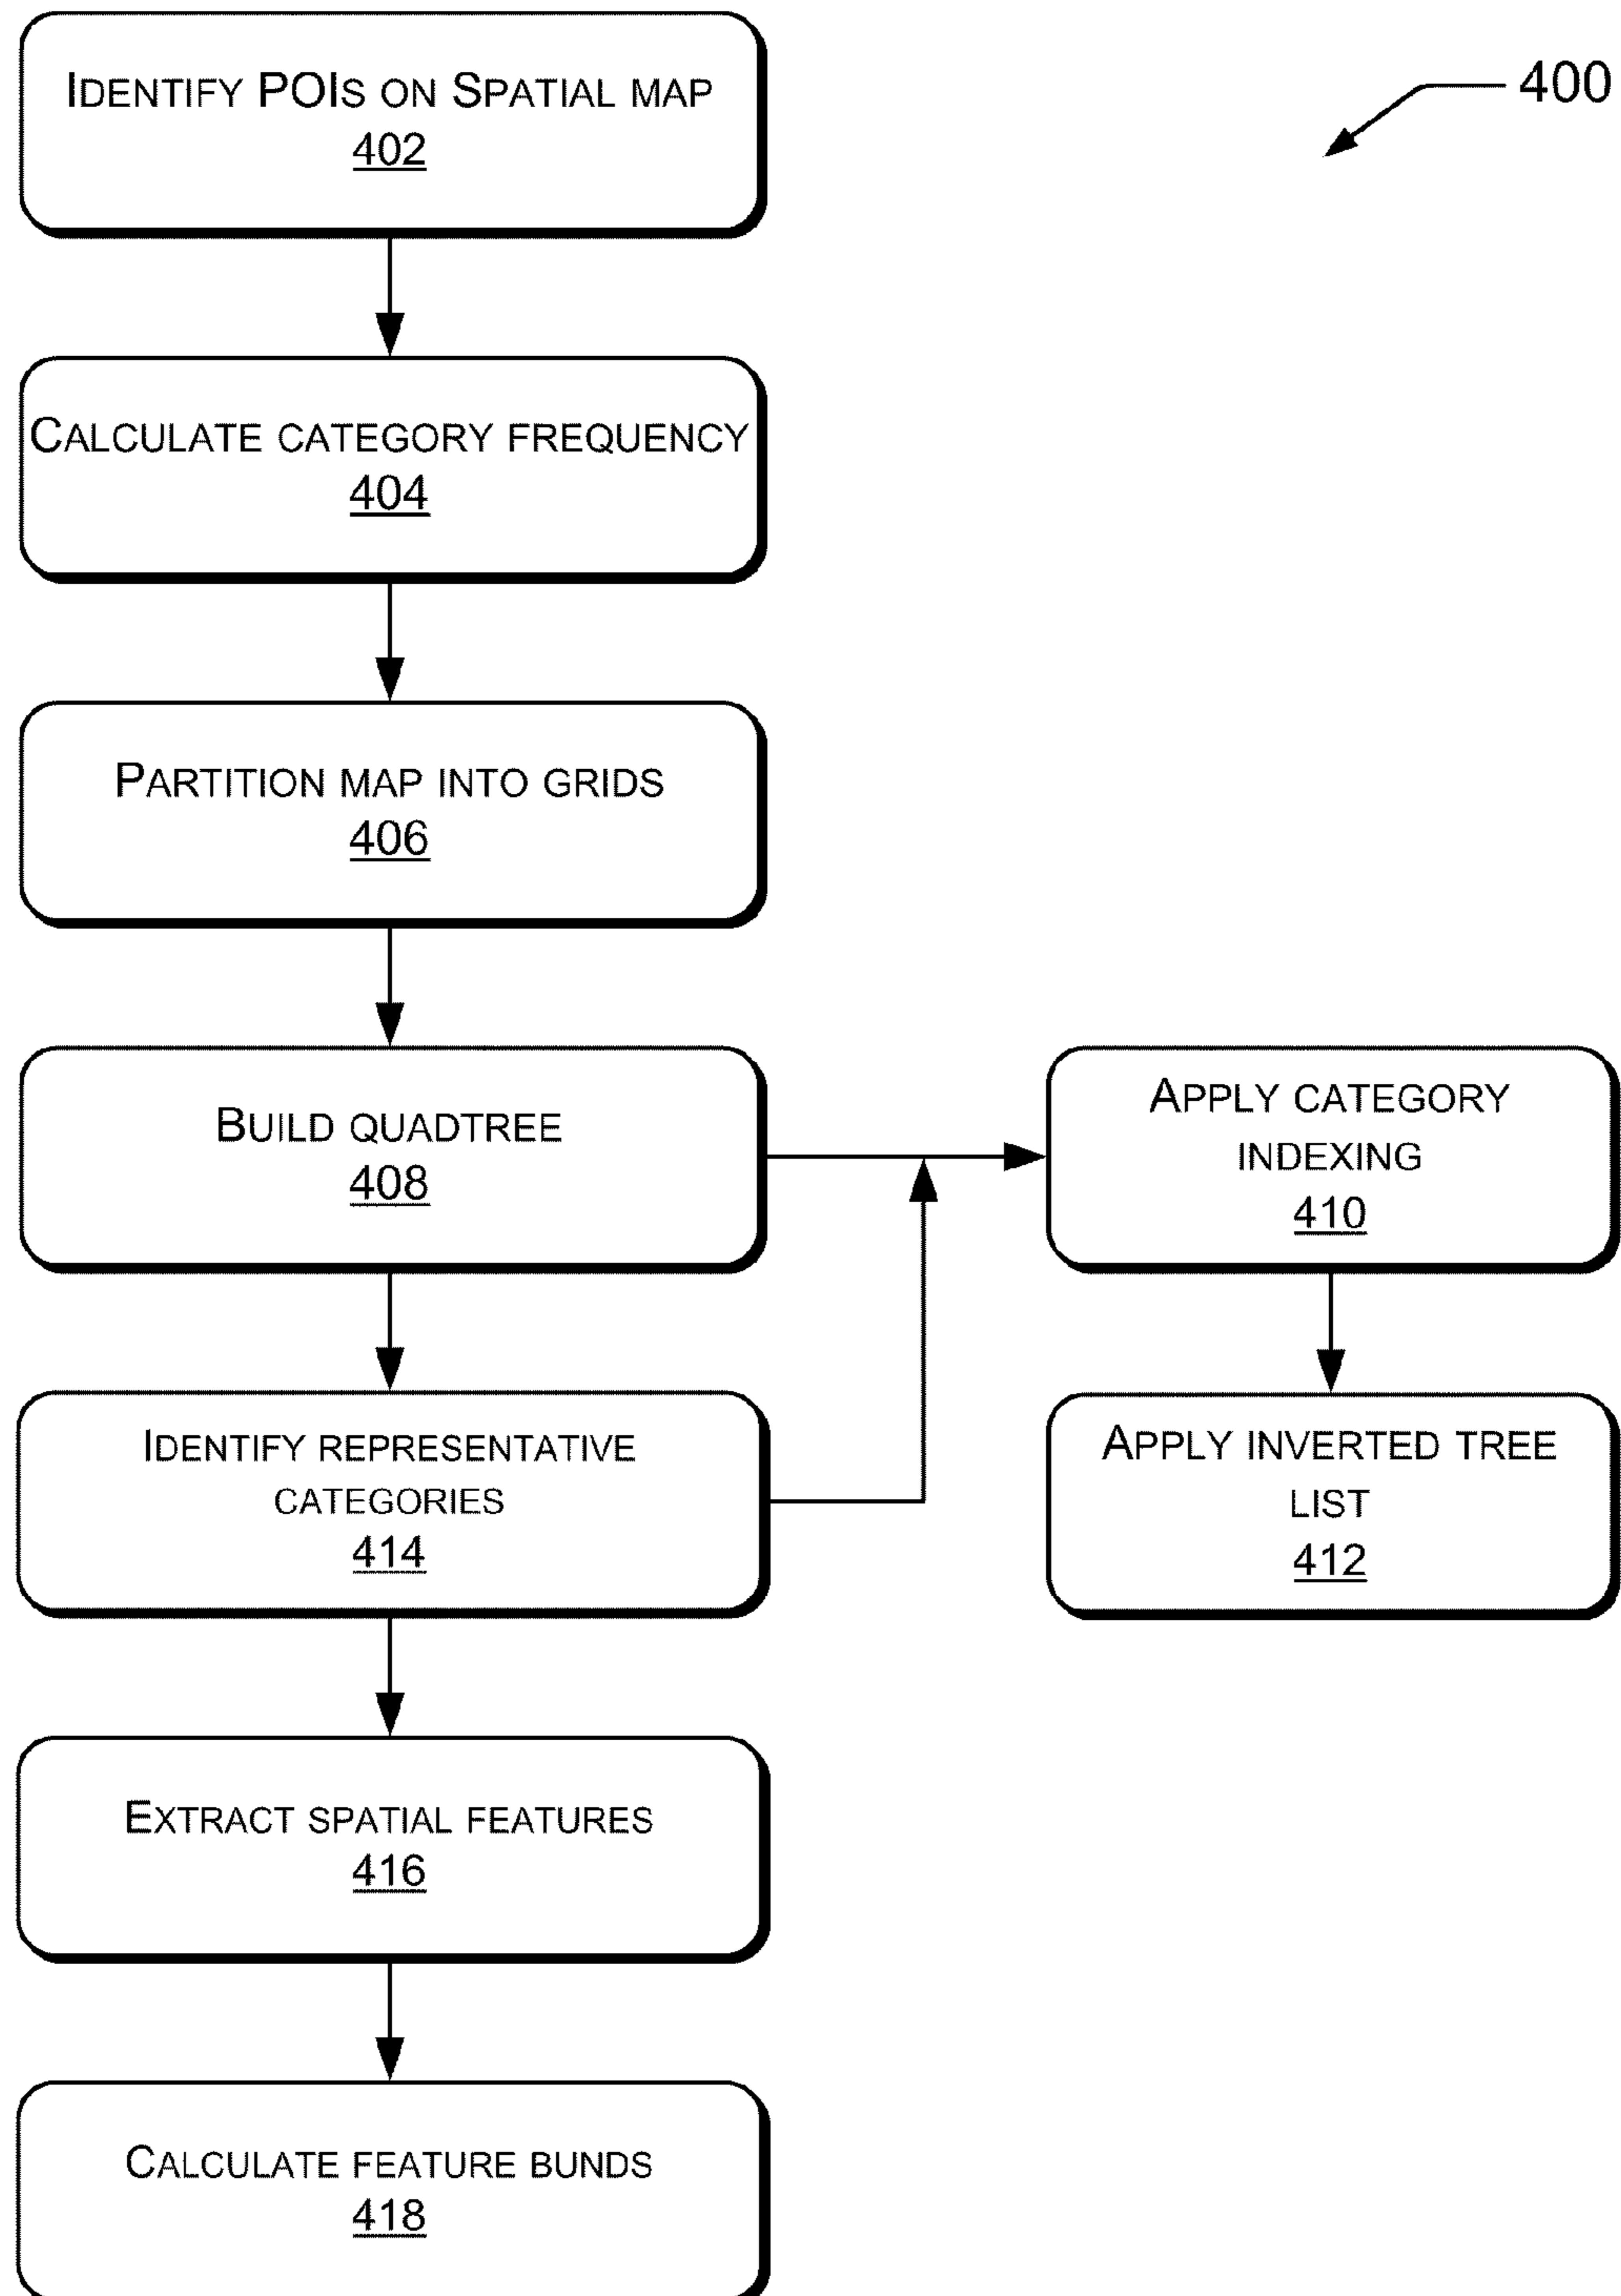 IDENTIFY POIS ON SPATIAL MAP
402
400
CALCULATE CATEGORY FREQUENCY
404
PARTITION MAP INTO GRIDS
406
BUILD QUADTREE
408
APPLY CATEGORY
INDEXING
410
IDENTIFY REPRESENTATIVE
CATEGORIES
414
APPLY INVERTED TREE
LIST
412
EXTRACT SPATIAL FEATURES
416
CALCULATE FEATURE BUNDS
418